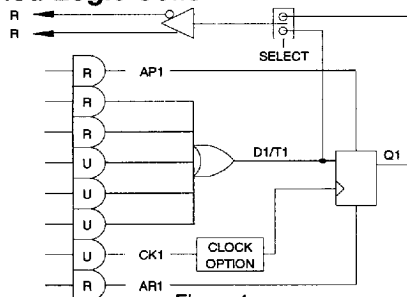 R
R
SELECT
R AP1
R
R
U D1/T1 Q1
U
U
U CK1 CLOCK
OPTION
R AR1